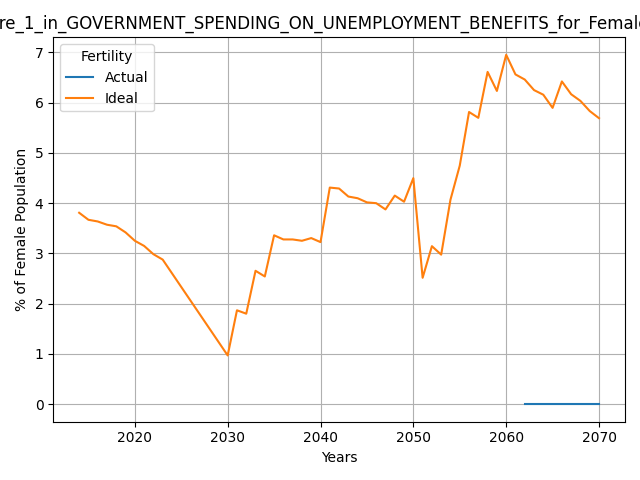 re_1_in_GOVERNMENT_SPENDING_ON_UNEMPLOYMENT_BENEFITS_for_Female
Fertility
Actual
Ideal
% of Female Population
7
6
5
4
3
2
1
0
2020 2030 2040 2050 2060 2070
Years